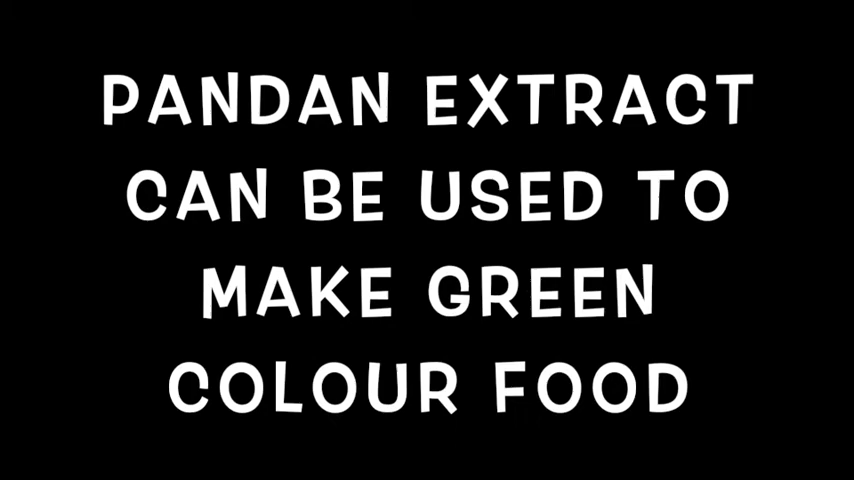 PANDAN EXTRACT
CAN BE USED TO
MAKE GREEN
COLOUR FOOD